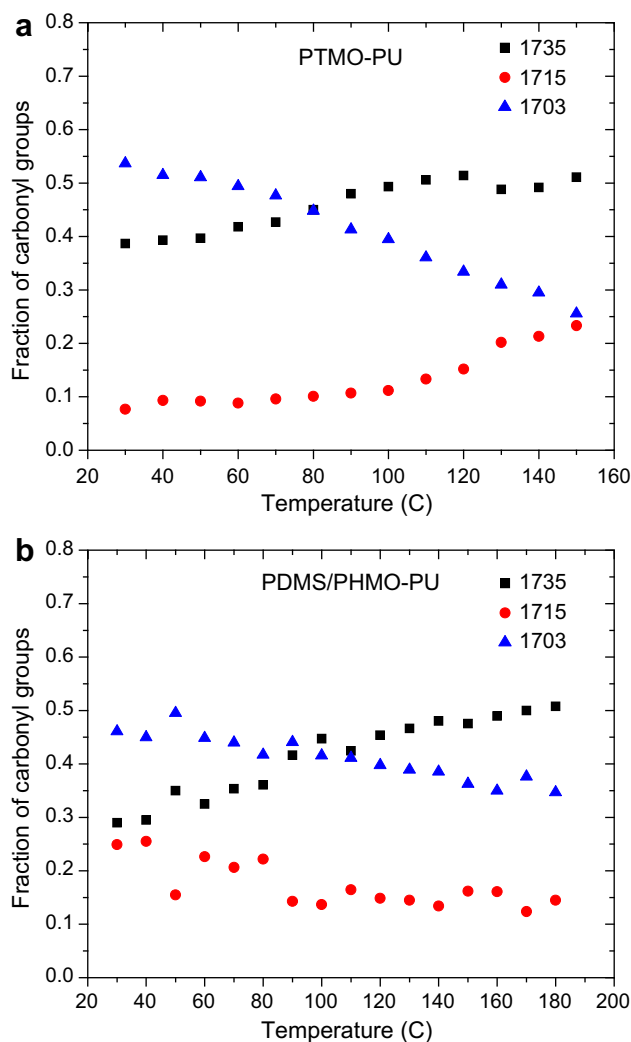 a
PTMO-PU
1735
1715
1703
Fraction of carbonyl groups
0.8
0.7
0.6
0.5
0.4
0.3
0.2
0.1
0.0
20 40 60 80 100 120 140 160
Temperature (C)
b
PDMS/PHMO-PU
1735
1715
1703
Fraction of carbonyl groups
0.8
0.7
0.6
0.5
0.4
0.3
0.2
0.1
0.0
20 40 60 80 100 120 140 160 180 200
Temperature (C)